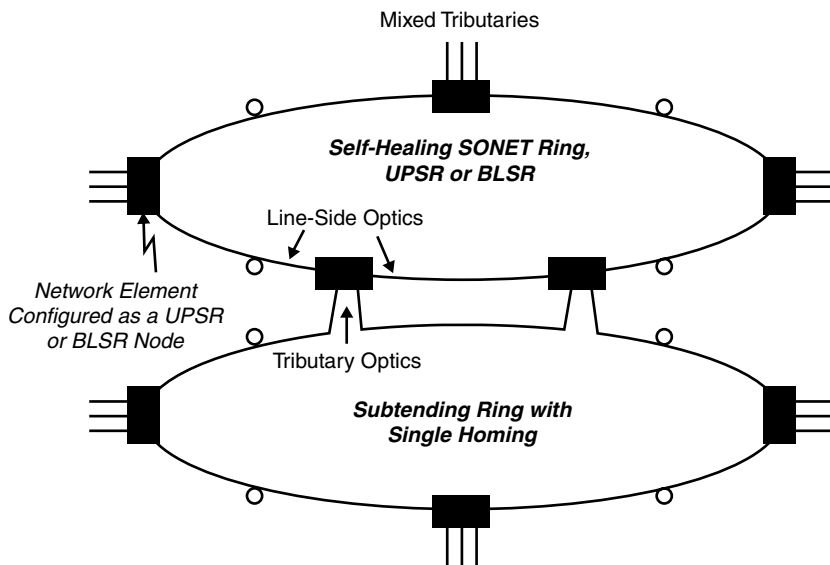 Mixed Tributaries
Self-Healing SONET Ring,
UPSR or BLSR
Line-Side Optics
Network Element
Configured as a UPSR
or BLSR Node
Tributary Optics
Subtending Ring with
Single Homing